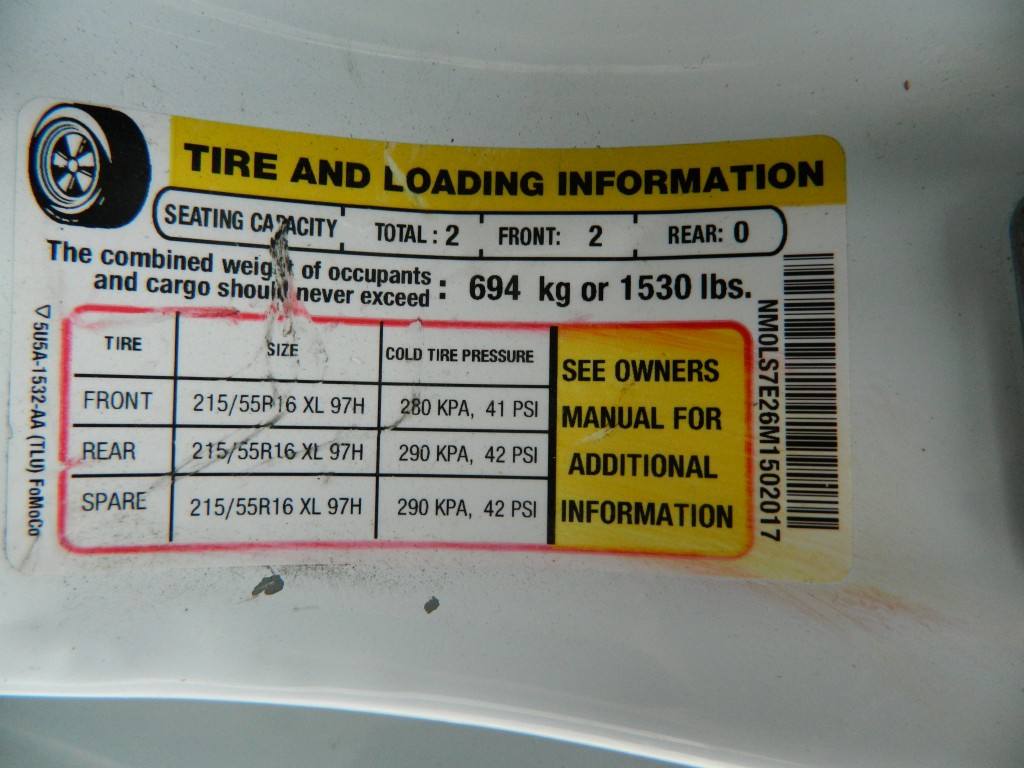 TIRE AND LOADING INFORMATION
SEATING CAPACITY TOTAL: 2 FRONT: 2 REAR: 0
The combined weight of occupants
and cargo should never exceed : 694 kg or 1530 lbs.
TIRE SIZE COLD TIRE PRESSURE
FRONT 215/55R16 XL 97H 280 KPA, 41 PSI
REAR 215/55R16 XL 97H 290 KPA, 42 PSI
SPARE 215/55R16 XL 97H 290 KPA, 42 PSI
SEE OWNERS
MANUAL FOR
ADDITIONAL
INFORMATION
5U5A-1532-AA (TLU) FoMoCo
NM0LS7E26M1502017